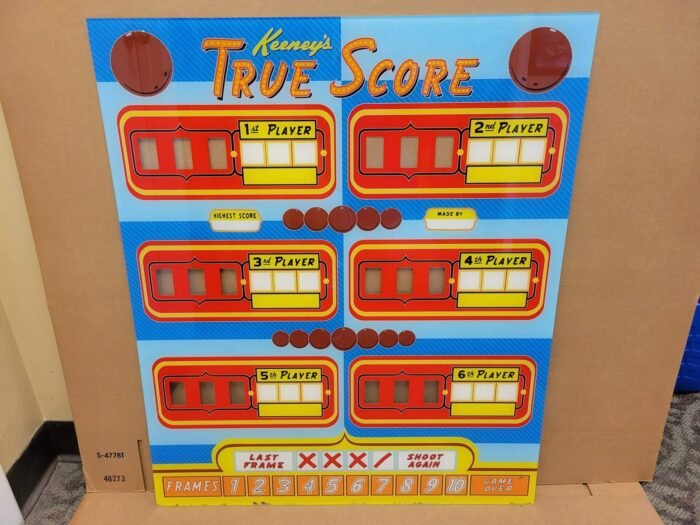 Keeney's
TRUE SCORE
1st PLAYER
2nd PLAYER
HIGHEST SCORE
MADE BY
3rd PLAYER
4th PLAYER
5th PLAYER
6th PLAYER
LAST FRAME
X X X /
SHOOT AGAIN
FRAMES 1 2 3 4 5 6 7 8 9 10 GAME OVER
S-4778T
48273